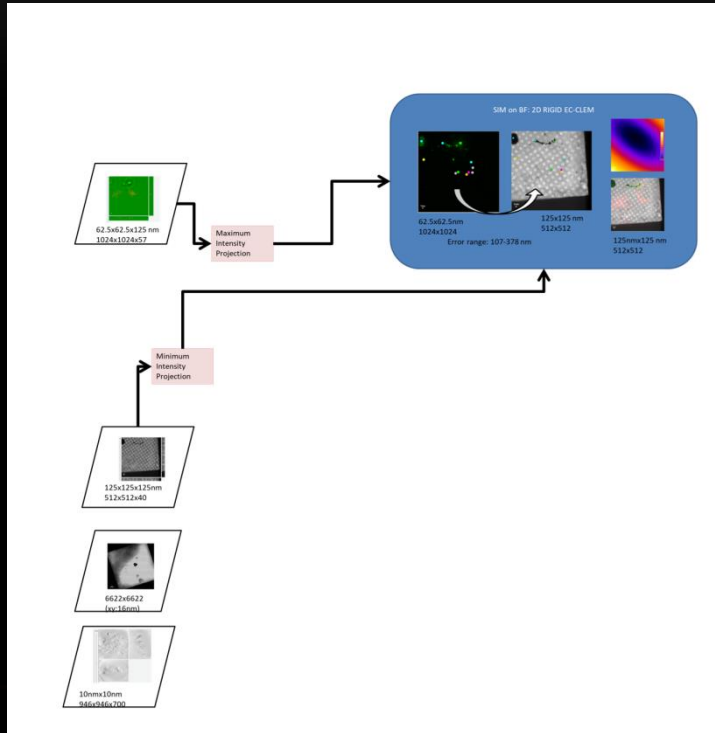 SIM on BF: 2D RIGID EC-CLEM
62.5x62.5nm
1024x1024
125x125 nm
512x512
Error range: 107-378 nm
125nmx125 nm
512x512
62.5x62.5x125 nm
1024x1024x57
Maximum
Intensity
Projection
Minimum
Intensity
Projection
125x125x125nm
512x512x40
6622x6622
(xy:16nm)
10nmx10nm
946x946x700